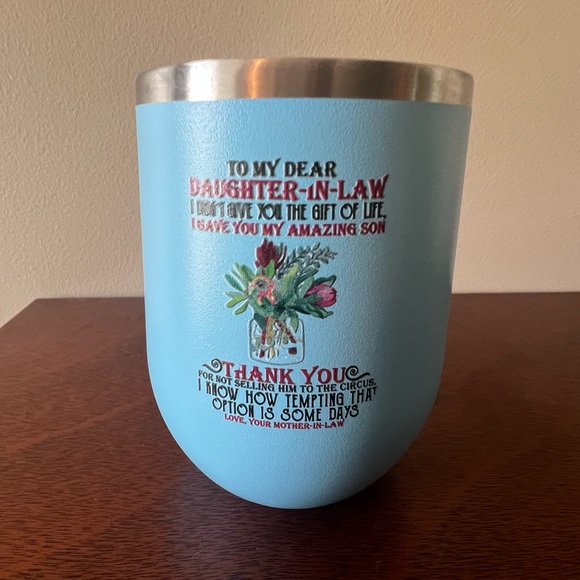 TO MY DEAR
DAUGHTER-IN-LAW
I DIDN'T GIVE YOU THE GIFT OF LIFE,
I GAVE YOU MY AMAZING SON
THANK YOU
FOR NOT SELLING HIM TO THE CIRCUS.
I KNOW HOW TEMPTING THAT
OPTION IS SOME DAYS
LOVE, YOUR MOTHER-IN-LAW